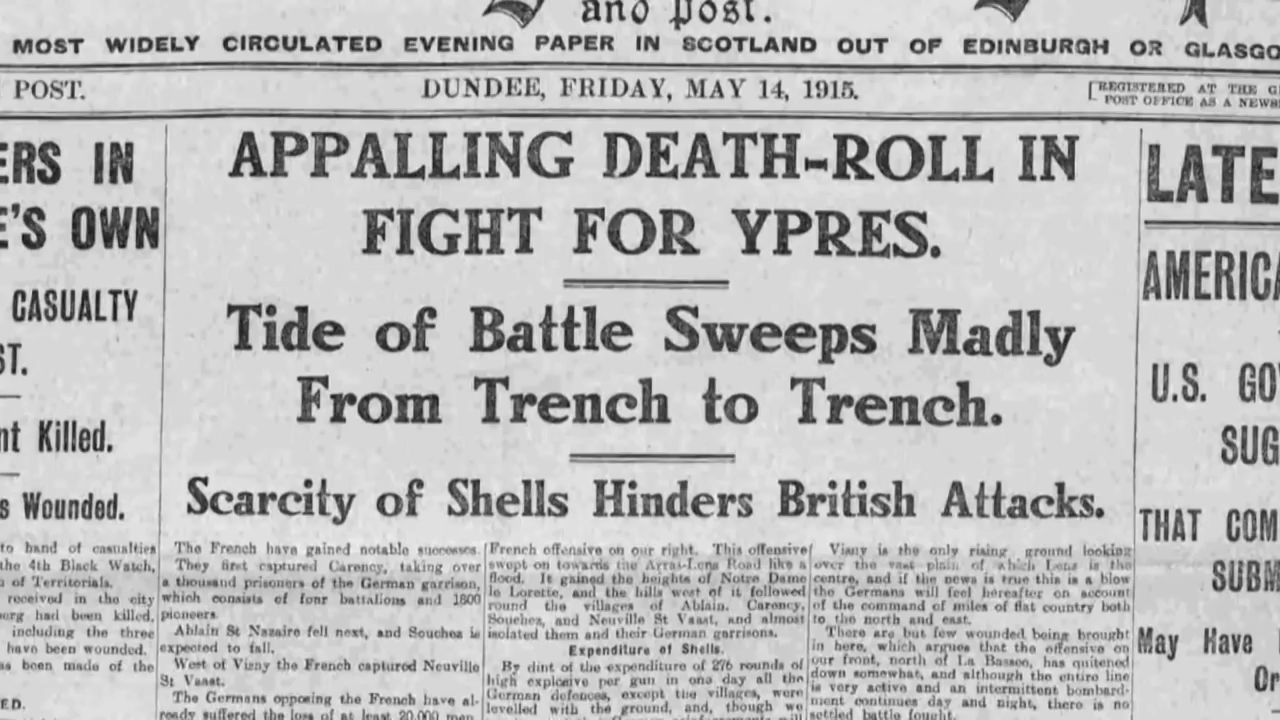 and Post.
MOST WIDELY CIRCULATED EVENING PAPER IN SCOTLAND OUT OF EDINBURGH OR
POST.
DUNDEE, FRIDAY, MAY 14, 1915.
REGISTERED AT THE
POST OFFICE AS A
ERS IN
E'S OWN
CASUALTY
ST.
nt Killed.
s Wounded.
to hand of casualties
the 4th Black Watch,
of Territorials.
received in the city
org had been killed,
including the three
have been wounded.
as been made of the
ED.
APPALLING DEATH-ROLL IN
FIGHT FOR YPRES.
Tide of Battle Sweeps Madly
From Trench to Trench.
Scarcity of Shells Hinders British Attacks.
The French have gained notable successes.
They first captured Carency, taking over
a thousand prisoners of the German garrison,
which consists of four battalions and 1800
pioneers.
Ablain St Nazaire fell next, and Souchez is
expected to fall.
West of Vimy the French captured Neuville
St Vaast.
The Germans opposing the French have al-
ready suffered the loss of at least 20,000 men
French offensive on our right. This offensive
swept on towards the Arras-Lens Road like a
flood. It gained the heights of Notre Dame
de Lorette, and the hills west of it followed
round the villages of Ablain, Carency,
Souchez, and Neuville St Vaast, and almost
isolated them and their German garrisons.
Expenditure of Shells.
By dint of the expenditure of 276 rounds of
high explosive per gun in one day all the
German defences, except the villages, were
levelled with the ground, and, though we
Vimy is the only rising ground looking
over the vast plain of which Lens is the
centre, and if the news is true this is a blow
the Germans will feel hereafter on account
of the command of miles of flat country both
to the north and east.
There are but few wounded being brought
in here, which argues that the offensive on
our front, north of La Bassee, has quitened
down somewhat, and although the entire line
is very active and an intermittent bombard-
ment continues day and night, there is no
settled battle fought.
LATE
AMERICA
U.S. GO
SUG
THAT COM
SUBM
May Have
Or